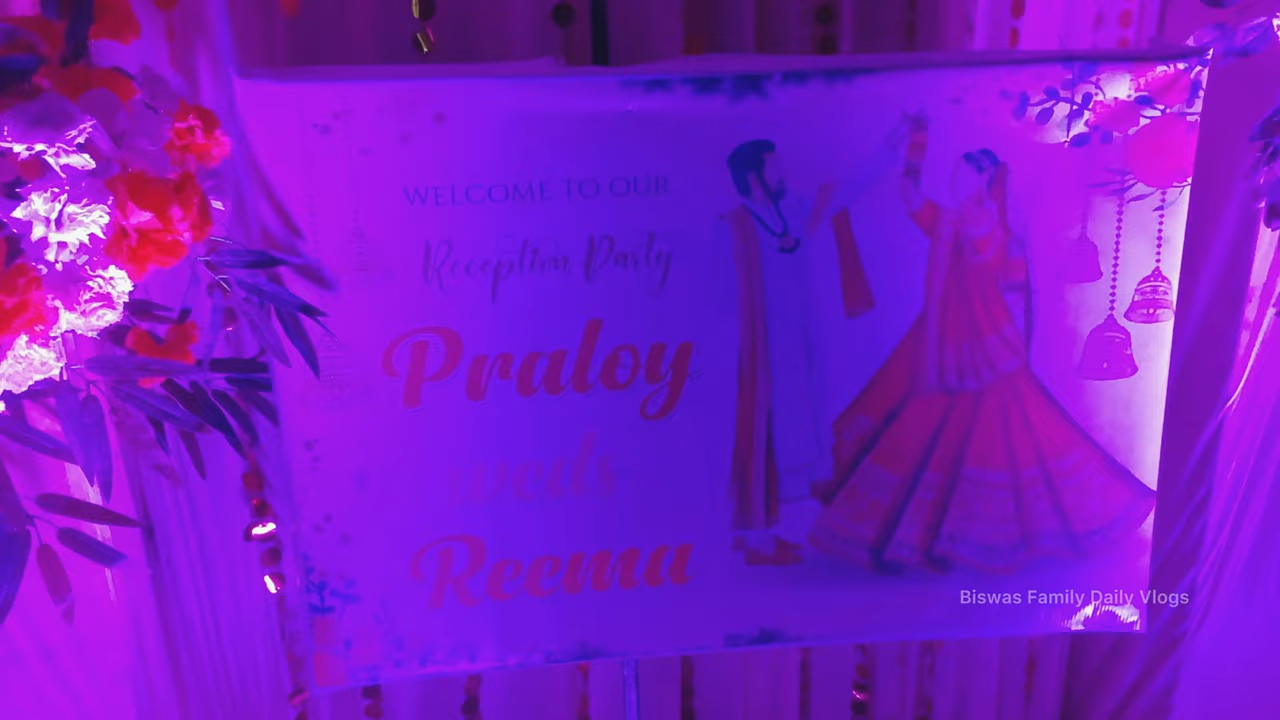 WELCOME TO OUR
Reception Party
Praloy
weds
Reema
Biswas Family Daily Vlogs